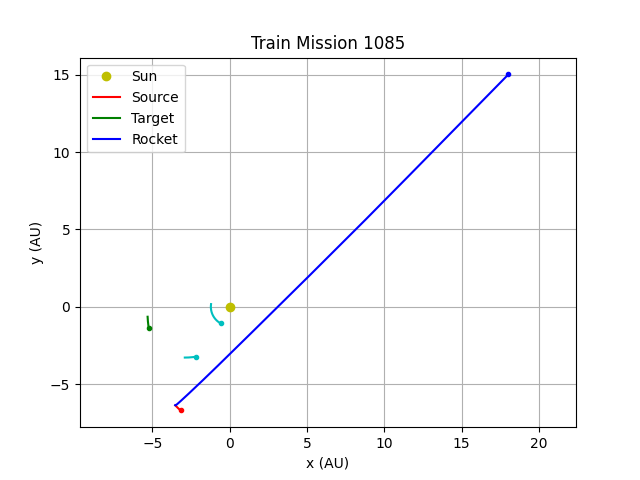 Train Mission 1085
Sun
Source
Target
Rocket
15
10
5
0
−5
y (AU)
−5 0 5 10 15 20
x (AU)